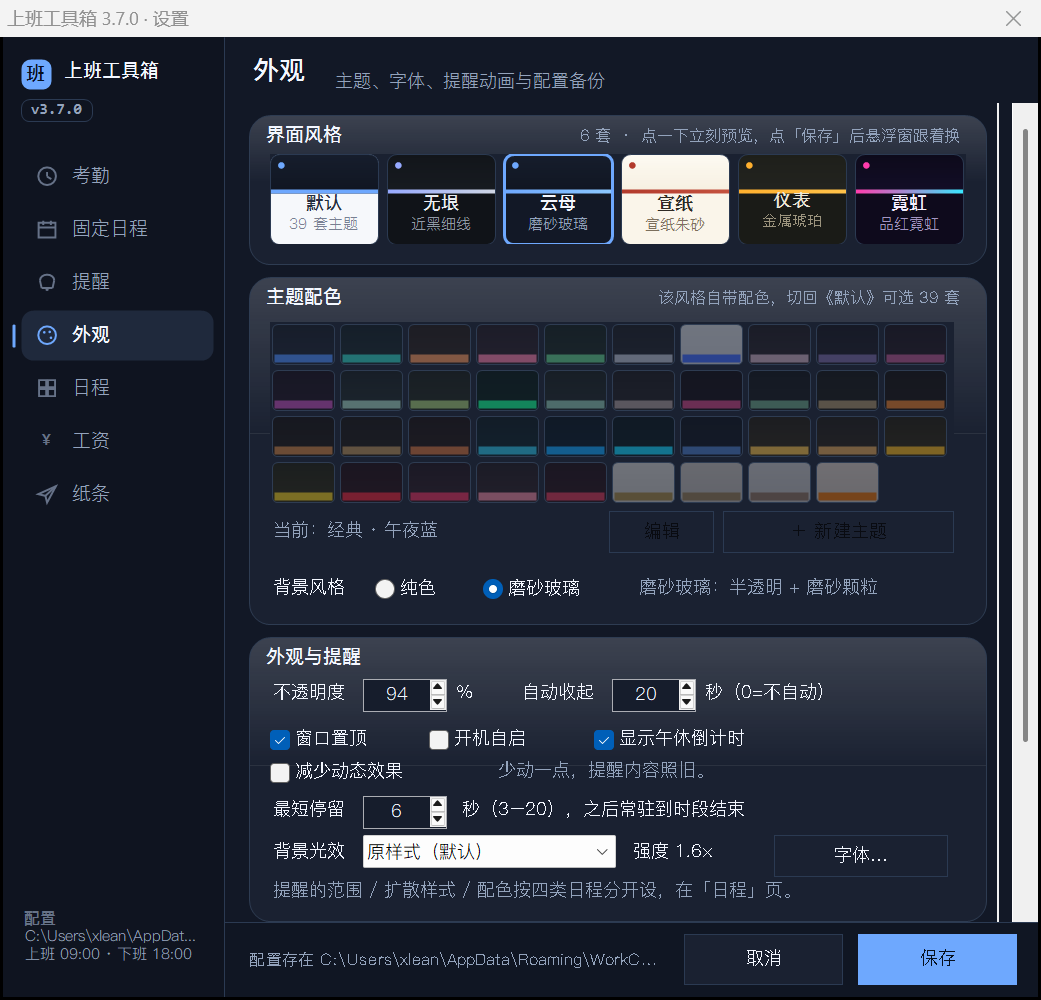 上班工具箱 3.7.0 · 设置
班 上班工具箱
v3.7.0
考勤
固定日程
提醒
外观
日程
¥ 工资
纸条
配置
C:\Users\xlean\AppDat...
上班 09:00 · 下班 18:00
外观 主题、字体、提醒动画与配置备份
界面风格 6 套 · 点一下立刻预览，点「保存」后悬浮窗跟着换
默认 无垠 云母 宣纸 仪表 霓虹
39 套主题 近黑细线 磨砂玻璃 宣纸朱砂 金属琥珀 品红霓虹
主题配色 该风格自带配色，切回《默认》可选 39 套
当前：经典 · 午夜蓝 编辑 + 新建主题
背景风格 纯色 磨砂玻璃 磨砂玻璃：半透明 + 磨砂颗粒
外观与提醒
不透明度 94 % 自动收起 20 秒（0=不自动）
窗口置顶 开机自启 显示午休倒计时
减少动态效果 少动一点，提醒内容照旧。
最短停留 6 秒（3—20），之后常驻到时段结束
背景光效 原样式（默认） 强度 1.6× 字体...
提醒的范围 / 扩散样式 / 配色按四类日程分开设，在「日程」页。
配置存在 C:\Users\xlean\AppData\Roaming\WorkC... 取消 保存